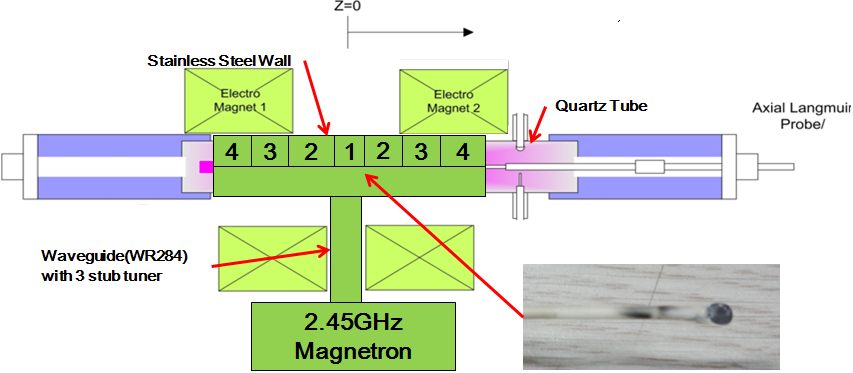 Z=0
Stainless Steel Wall
Electro
Magnet 1
Electro
Magnet 2
Quartz Tube
Axial Langmuir
Probe/
4 3 2 1 2 3 4
Waveguide(WR284)
with 3 stub tuner
2.45GHz
Magnetron